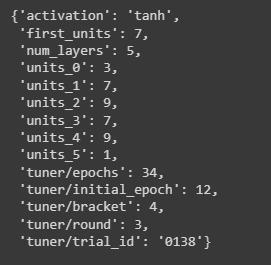 {'activation': 'tanh',
'first_units': 7,
'num_layers': 5,
'units_0': 3,
'units_1': 7,
'units_2': 9,
'units_3': 7,
'units_4': 9,
'units_5': 1,
'tuner/epochs': 34,
'tuner/initial_epoch': 12,
'tuner/bracket': 4,
'tuner/round': 3,
'tuner/trial_id': '0138'}